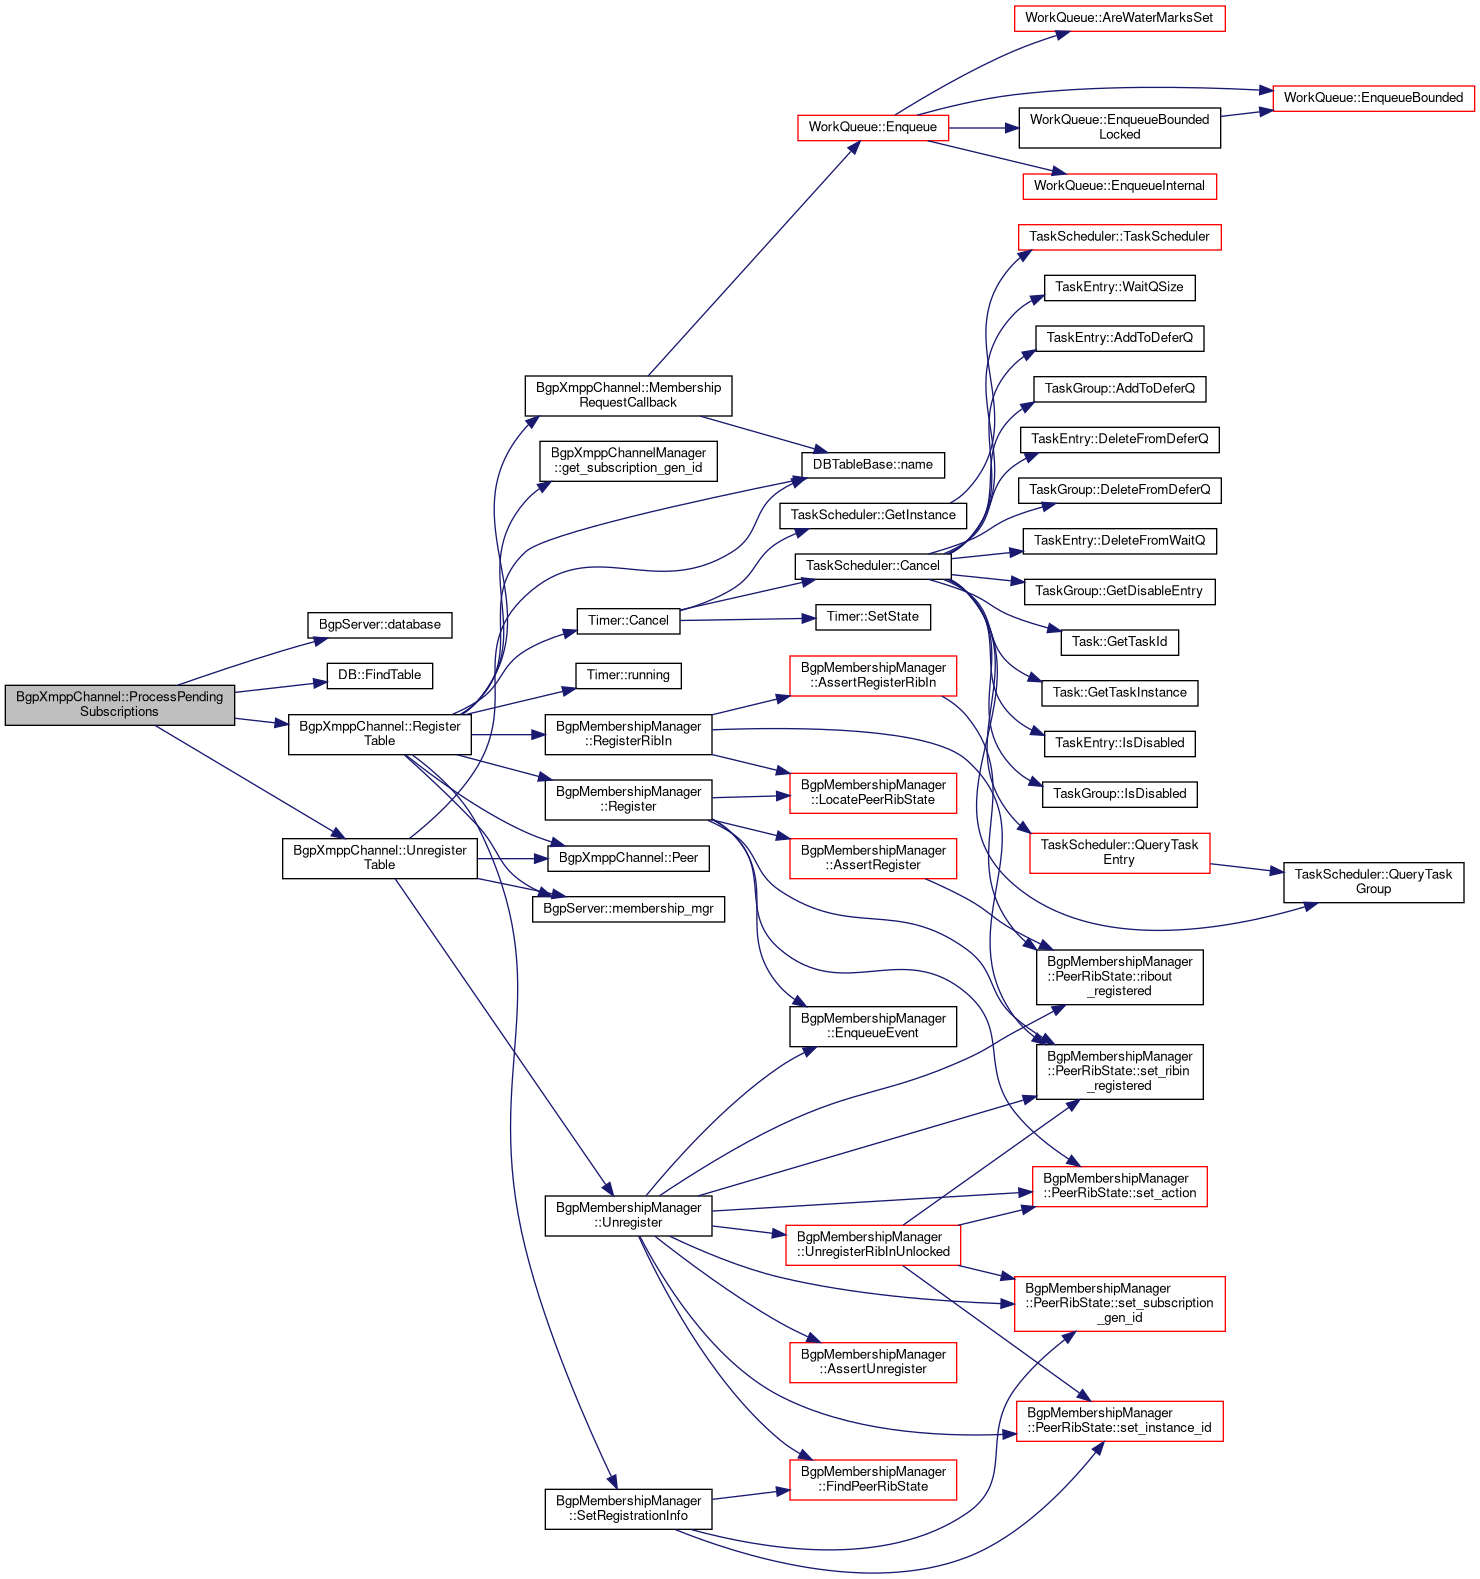 WorkQueue::AreWaterMarksSet
WorkQueue::EnqueueBounded
WorkQueue::Enqueue
WorkQueue::EnqueueBounded
Locked
WorkQueue::EnqueueInternal
TaskScheduler::TaskScheduler
TaskEntry::WaitQSize
TaskEntry::AddToDeferQ
BgpXmppChannel::Membership
RequestCallback
TaskGroup::AddToDeferQ
TaskEntry::DeleteFromDeferQ
BgpXmppChannelManager
::get_subscription_gen_id
DBTableBase::name
TaskGroup::DeleteFromDeferQ
TaskScheduler::GetInstance
TaskEntry::DeleteFromWaitQ
TaskScheduler::Cancel
TaskGroup::GetDisableEntry
BgpServer::database
Timer::Cancel
Timer::SetState
Task::GetTaskId
DB::FindTable
Timer::running
BgpMembershipManager
::AssertRegisterRibIn
Task::GetTaskInstance
BgpXmppChannel::ProcessPending
Subscriptions
BgpXmppChannel::Register
Table
BgpMembershipManager
::RegisterRibIn
TaskEntry::IsDisabled
BgpMembershipManager
::Register
BgpMembershipManager
::LocatePeerRibState
TaskGroup::IsDisabled
BgpXmppChannel::Unregister
Table
BgpXmppChannel::Peer
BgpMembershipManager
::AssertRegister
TaskScheduler::QueryTask
Entry
TaskScheduler::QueryTask
Group
BgpServer::membership_mgr
BgpMembershipManager
::PeerRibState::ribout
_registered
BgpMembershipManager
::EnqueueEvent
BgpMembershipManager
::PeerRibState::set_ribin
_registered
BgpMembershipManager
::PeerRibState::set_action
BgpMembershipManager
::Unregister
BgpMembershipManager
::UnregisterRibInUnlocked
BgpMembershipManager
::PeerRibState::set_subscription
_gen_id
BgpMembershipManager
::AssertUnregister
BgpMembershipManager
::PeerRibState::set_instance_id
BgpMembershipManager
::FindPeerRibState
BgpMembershipManager
::SetRegistrationInfo